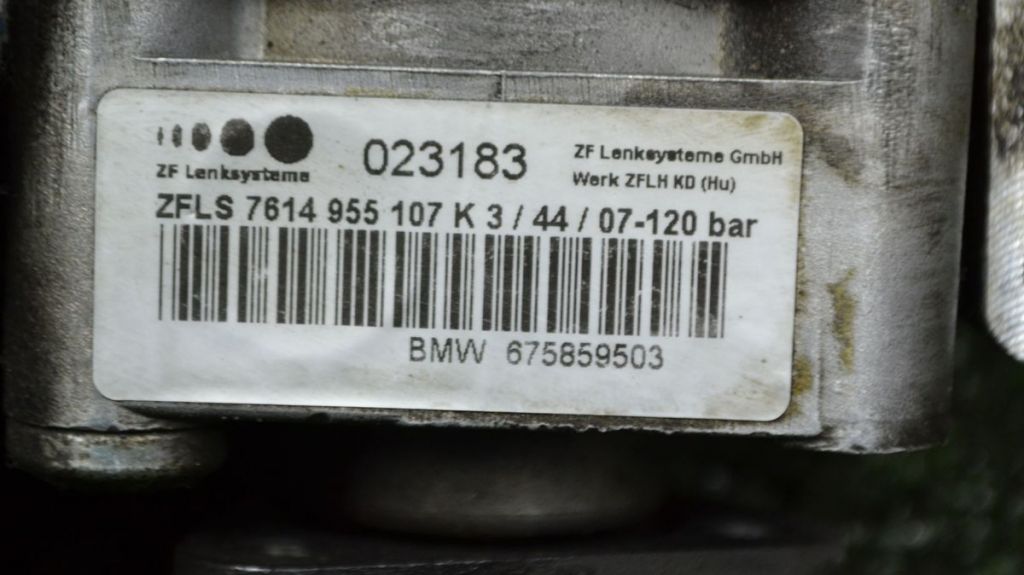 023183
ZF Lenksysteme GmbH
ZF Lenksysteme
Werk ZFLH KD (Hu)
ZFLS 7614 955 107 K 3 / 44 / 07-120 bar
BMW 675859503